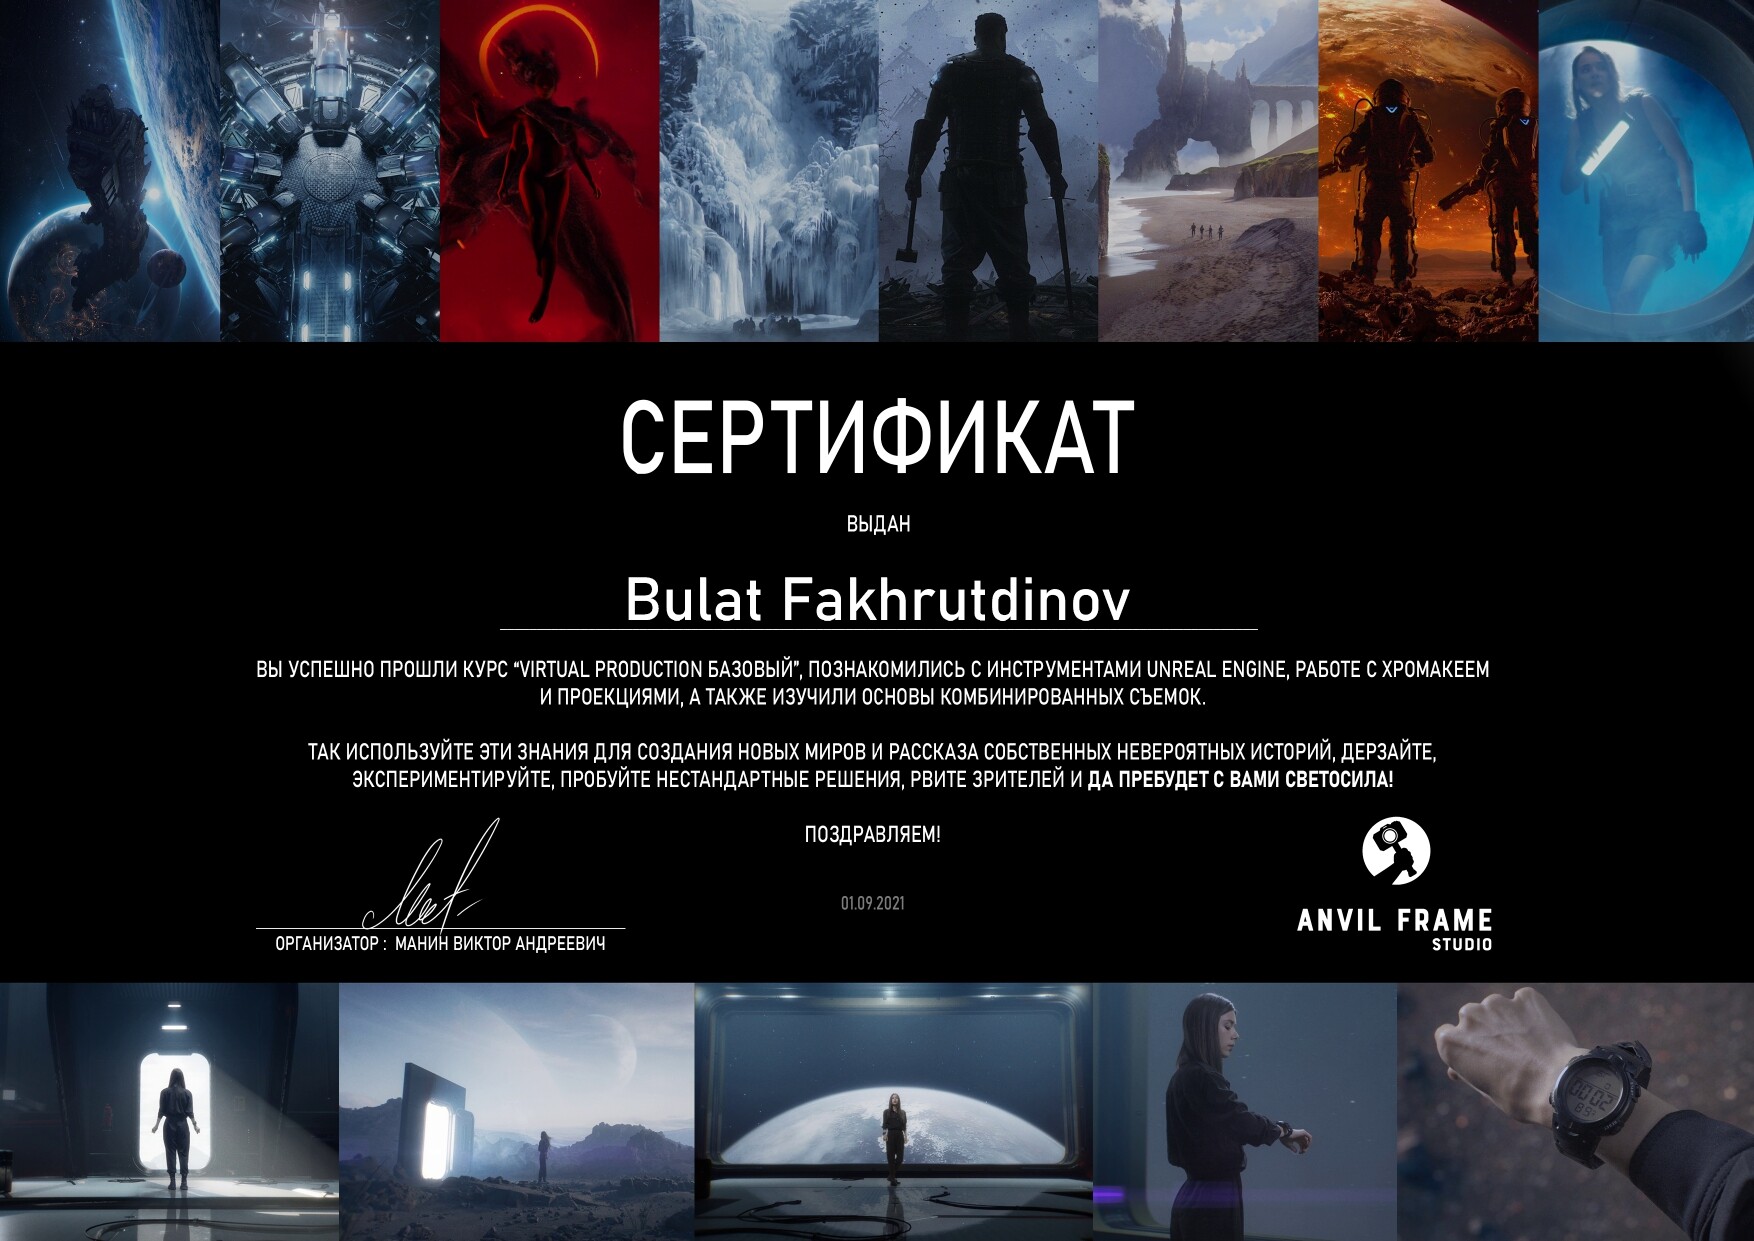 СЕРТИФИКАТ
ВЫДАН
Bulat Fakhrutdinov
ВЫ УСПЕШНО ПРОШЛИ КУРС “VIRTUAL PRODUCTION БАЗОВЫЙ”, ПОЗНАКОМИЛИСЬ С ИНСТРУМЕНТАМИ UNREAL ENGINE, РАБОТЕ С ХРОМАКЕЕМ
И ПРОЕКЦИЯМИ, А ТАКЖЕ ИЗУЧИЛИ ОСНОВЫ КОМБИНИРОВАННЫХ СЪЕМОК.
ТАК ИСПОЛЬЗУЙТЕ ЭТИ ЗНАНИЯ ДЛЯ СОЗДАНИЯ НОВЫХ МИРОВ И РАССКАЗА СОБСТВЕННЫХ НЕВЕРОЯТНЫХ ИСТОРИЙ, ДЕРЗАЙТЕ,
ЭКСПЕРИМЕНТИРУЙТЕ, ПРОБУЙТЕ НЕСТАНДАРТНЫЕ РЕШЕНИЯ, РВИТЕ ЗРИТЕЛЕЙ И ДА ПРЕБУДЕТ С ВАМИ СВЕТОСИЛА!
ПОЗДРАВЛЯЕМ!
01.09.2021
ОРГАНИЗАТОР : МАНИН ВИКТОР АНДРЕЕВИЧ
ANVIL FRAME
STUDIO